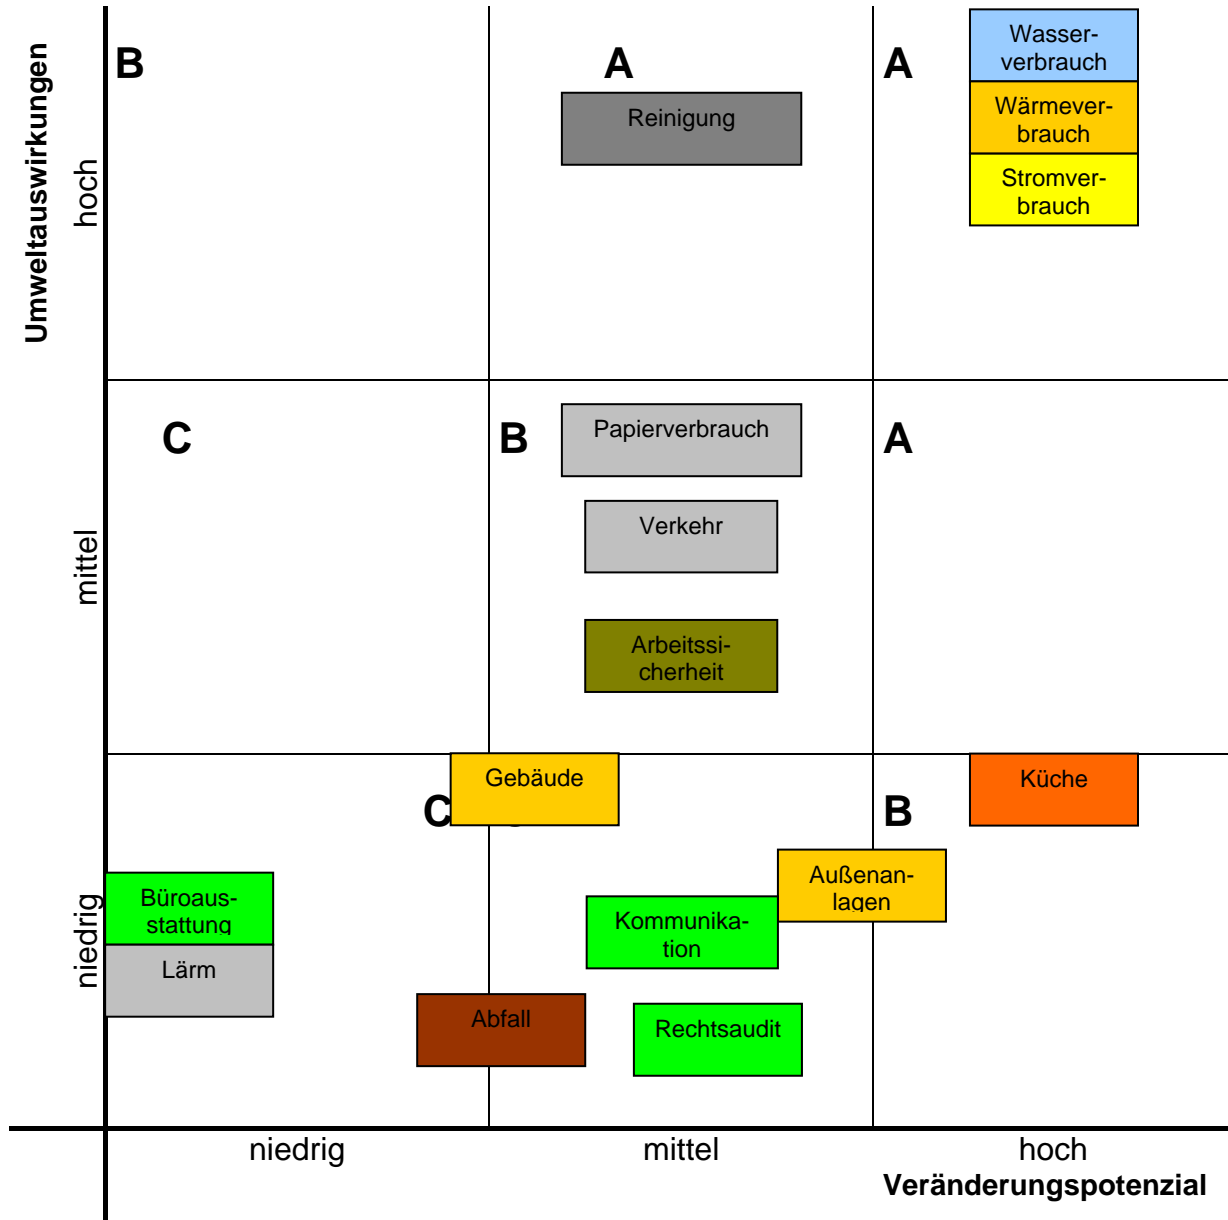 Umweltauswirkungen
hoch
mittel
niedrig
B
A
A
Wasser-
verbrauch
Wärmever-
brauch
Stromver-
brauch
Reinigung
C
B
A
Papierverbrauch
Verkehr
Arbeitssi-
cherheit
C
Gebäude
B
Küche
Außenan-
lagen
Büroaus-
stattung
Lärm
Kommunika-
tion
Abfall
Rechtsaudit
niedrig
mittel
hoch
Veränderungspotenzial